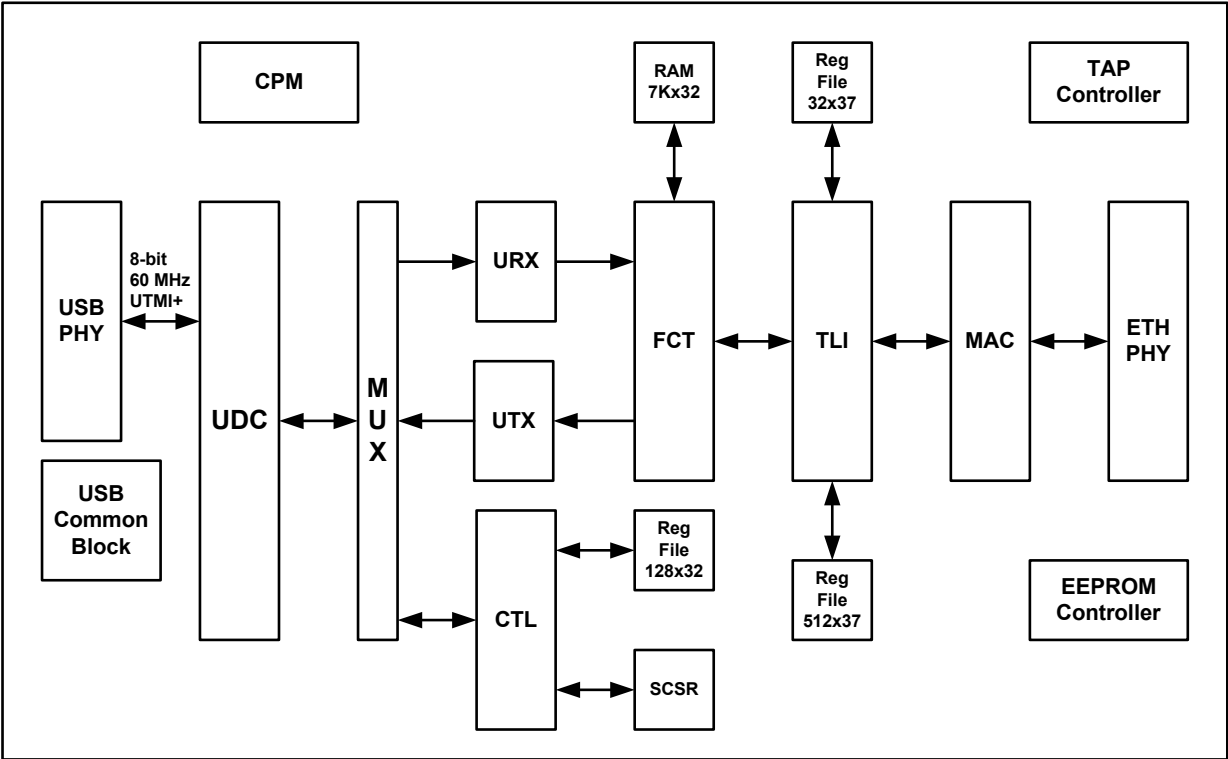 CPM
RAM
7Kx32
Reg
File
32x37
TAP
Controller
USB
PHY
8-bit
60 MHz
UTMI+
UDC
M
U
X
URX
UTX
FCT
TLI
MAC
ETH
PHY
USB
Common
Block
CTL
Reg
File
128x32
SCSR
Reg
File
512x37
EEPROM
Controller